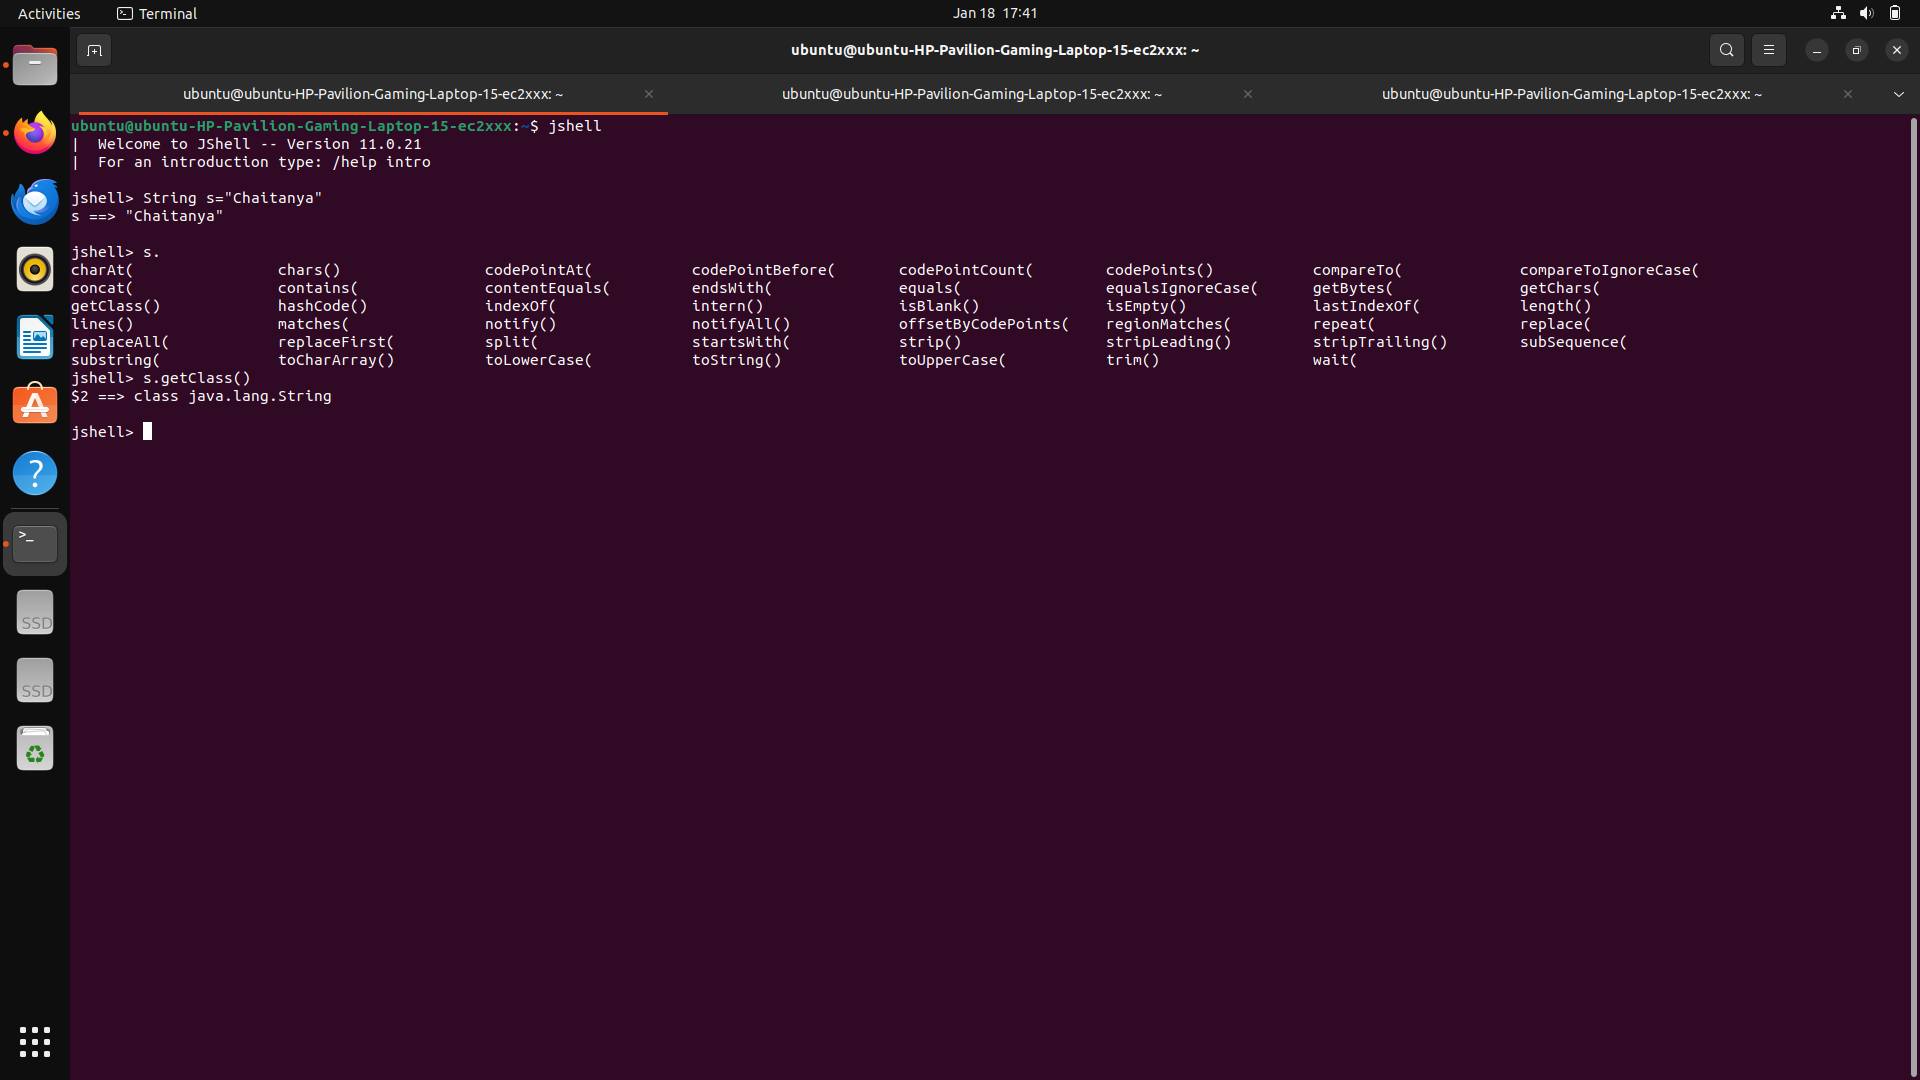 Activities Terminal Jan 18 17:41
ubuntu@ubuntu-HP-Pavilion-Gaming-Laptop-15-ec2xxx: ~
ubuntu@ubuntu-HP-Pavilion-Gaming-Laptop-15-ec2xxx: ~ ubuntu@ubuntu-HP-Pavilion-Gaming-Laptop-15-ec2xxx: ~ ubuntu@ubuntu-HP-Pavilion-Gaming-Laptop-15-ec2xxx: ~
ubuntu@ubuntu-HP-Pavilion-Gaming-Laptop-15-ec2xxx:~$ jshell
|  Welcome to JShell -- Version 11.0.21
|  For an introduction type: /help intro
jshell> String s="Chaitanya"
s ==> "Chaitanya"
jshell> s.
charAt( chars() codePointAt( codePointBefore( codePointCount( codePoints() compareTo( compareToIgnoreCase(
concat( contains( contentEquals( endsWith( equals( equalsIgnoreCase( getBytes( getChars(
getClass() hashCode() indexOf( intern() isBlank() isEmpty() lastIndexOf( length()
lines() matches( notify() notifyAll() offsetByCodePoints( regionMatches( repeat( replace(
replaceAll( replaceFirst( split( startsWith( strip() stripLeading() stripTrailing() subSequence(
substring( toCharArray() toLowerCase( toString() toUpperCase( trim() wait(
jshell> s.getClass()
$2 ==> class java.lang.String
jshell>
SSD
SSD